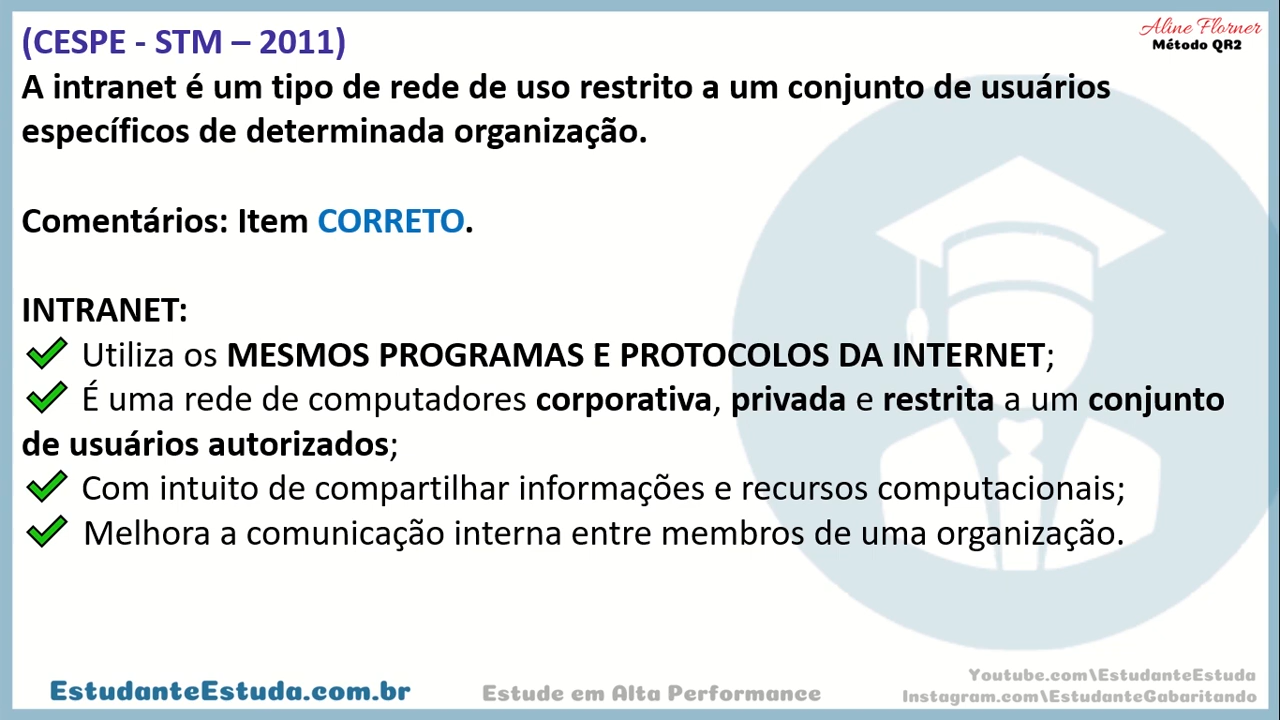 (CESPE - STM – 2011)
Aline Florner
Método QR2
A intranet é um tipo de rede de uso restrito a um conjunto de usuários
específicos de determinada organização.
Comentários: Item CORRETO.
INTRANET:
Utiliza os MESMOS PROGRAMAS E PROTOCOLOS DA INTERNET;
É uma rede de computadores corporativa, privada e restrita a um conjunto
de usuários autorizados;
Com intuito de compartilhar informações e recursos computacionais;
Melhora a comunicação interna entre membros de uma organização.
EstudanteEstuda.com.br
Estude em Alta Performance
Youtube.com\EstudanteEstuda
Instagram.com\EstudanteGabaritando